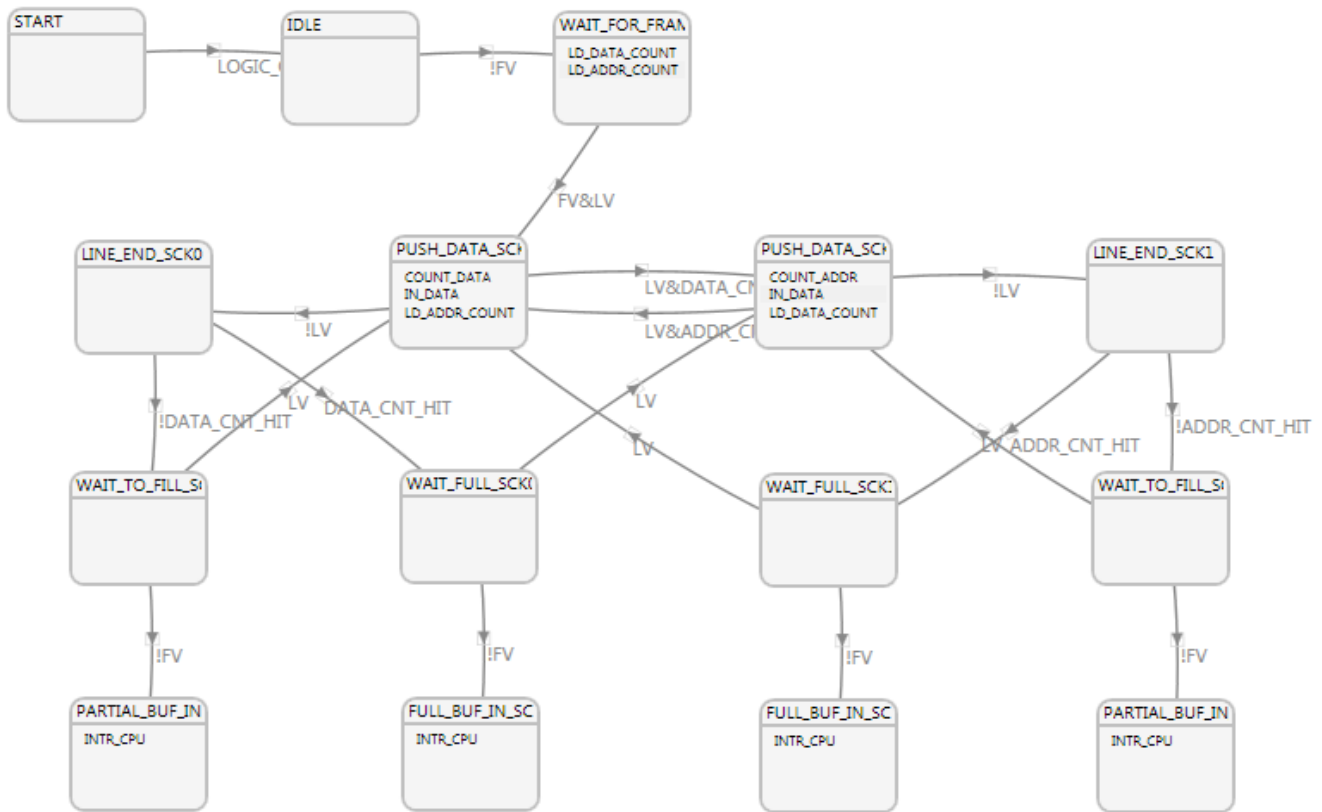 START
IDLE
WAIT_FOR_FRAM
LD_DATA_COUNT
LD_ADDR_COUNT
LOGIC_
!FV
FV&LV
LINE_END_SCK0
PUSH_DATA_SCK
COUNT_DATA
IN_DATA
LD_ADDR_COUNT
PUSH_DATA_SCK
COUNT_ADDR
IN_DATA
LD_DATA_COUNT
LINE_END_SCK1
LV&DATA_CN
!LV
!LV
LV&ADDR_C
!DATA_CNT_HIT
LV
DATA_CNT_HIT
LV
LV
LV
ADDR_CNT_HIT
!ADDR_CNT_HIT
WAIT_TO_FILL_S
WAIT_FULL_SCK
WAIT_FULL_SCK1
WAIT_TO_FILL_S
!FV
!FV
!FV
!FV
PARTIAL_BUF_IN
INTR_CPU
FULL_BUF_IN_SC
INTR_CPU
FULL_BUF_IN_SC
INTR_CPU
PARTIAL_BUF_IN
INTR_CPU